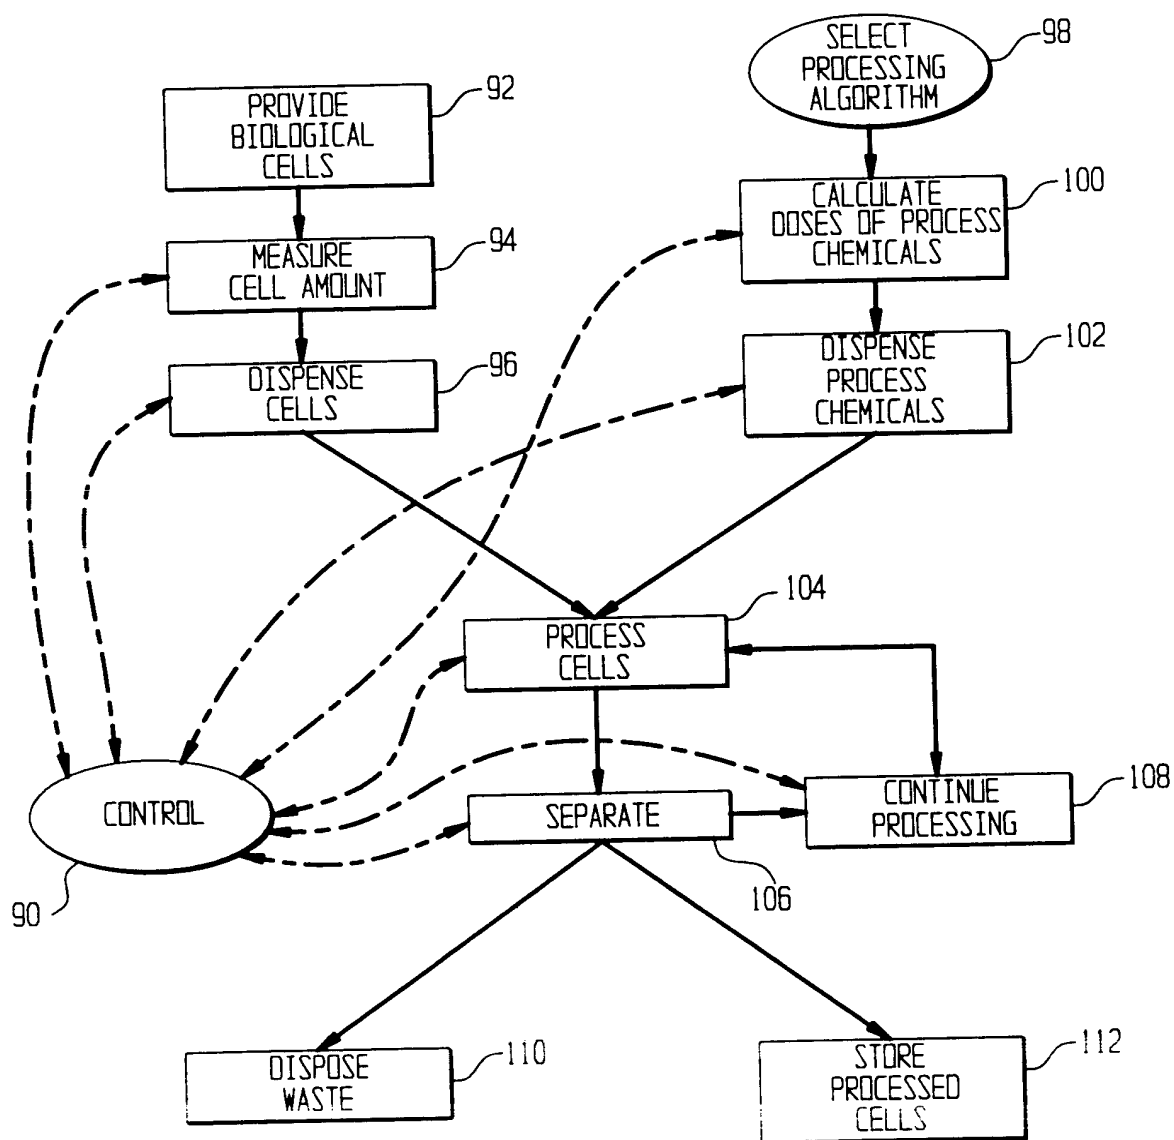 SELECT
PROCESSING
ALGORITHM
98
PROVIDE
BIOLOGICAL
CELLS
92
CALCULATE
DOSES OF PROCESS
CHEMICALS
100
MEASURE
CELL AMOUNT
94
DISPENSE
CELLS
96
DISPENSE
PROCESS
CHEMICALS
102
PROCESS
CELLS
104
CONTROL
90
SEPARATE
106
CONTINUE
PROCESSING
108
DISPOSE
WASTE
110
STORE
PROCESSED
CELLS
112